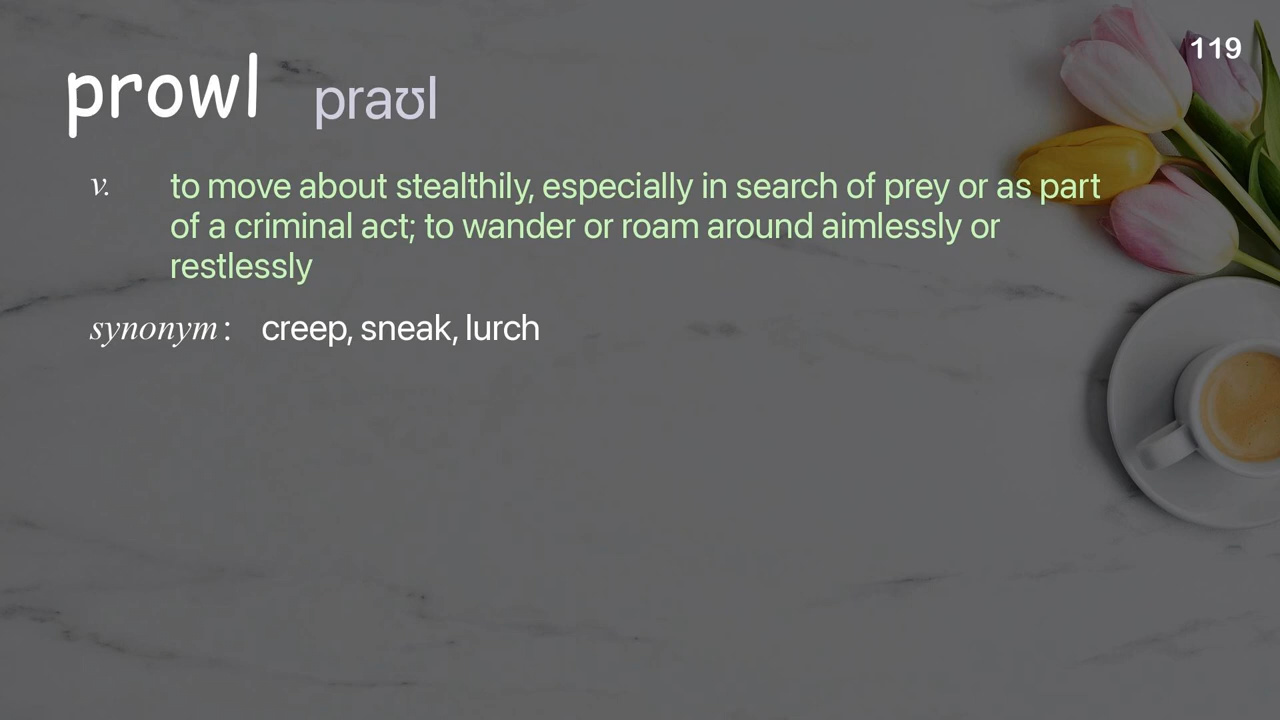 119
prowl praʊl
v. to move about stealthily, especially in search of prey or as part
of a criminal act; to wander or roam around aimlessly or
restlessly
synonym: creep, sneak, lurch